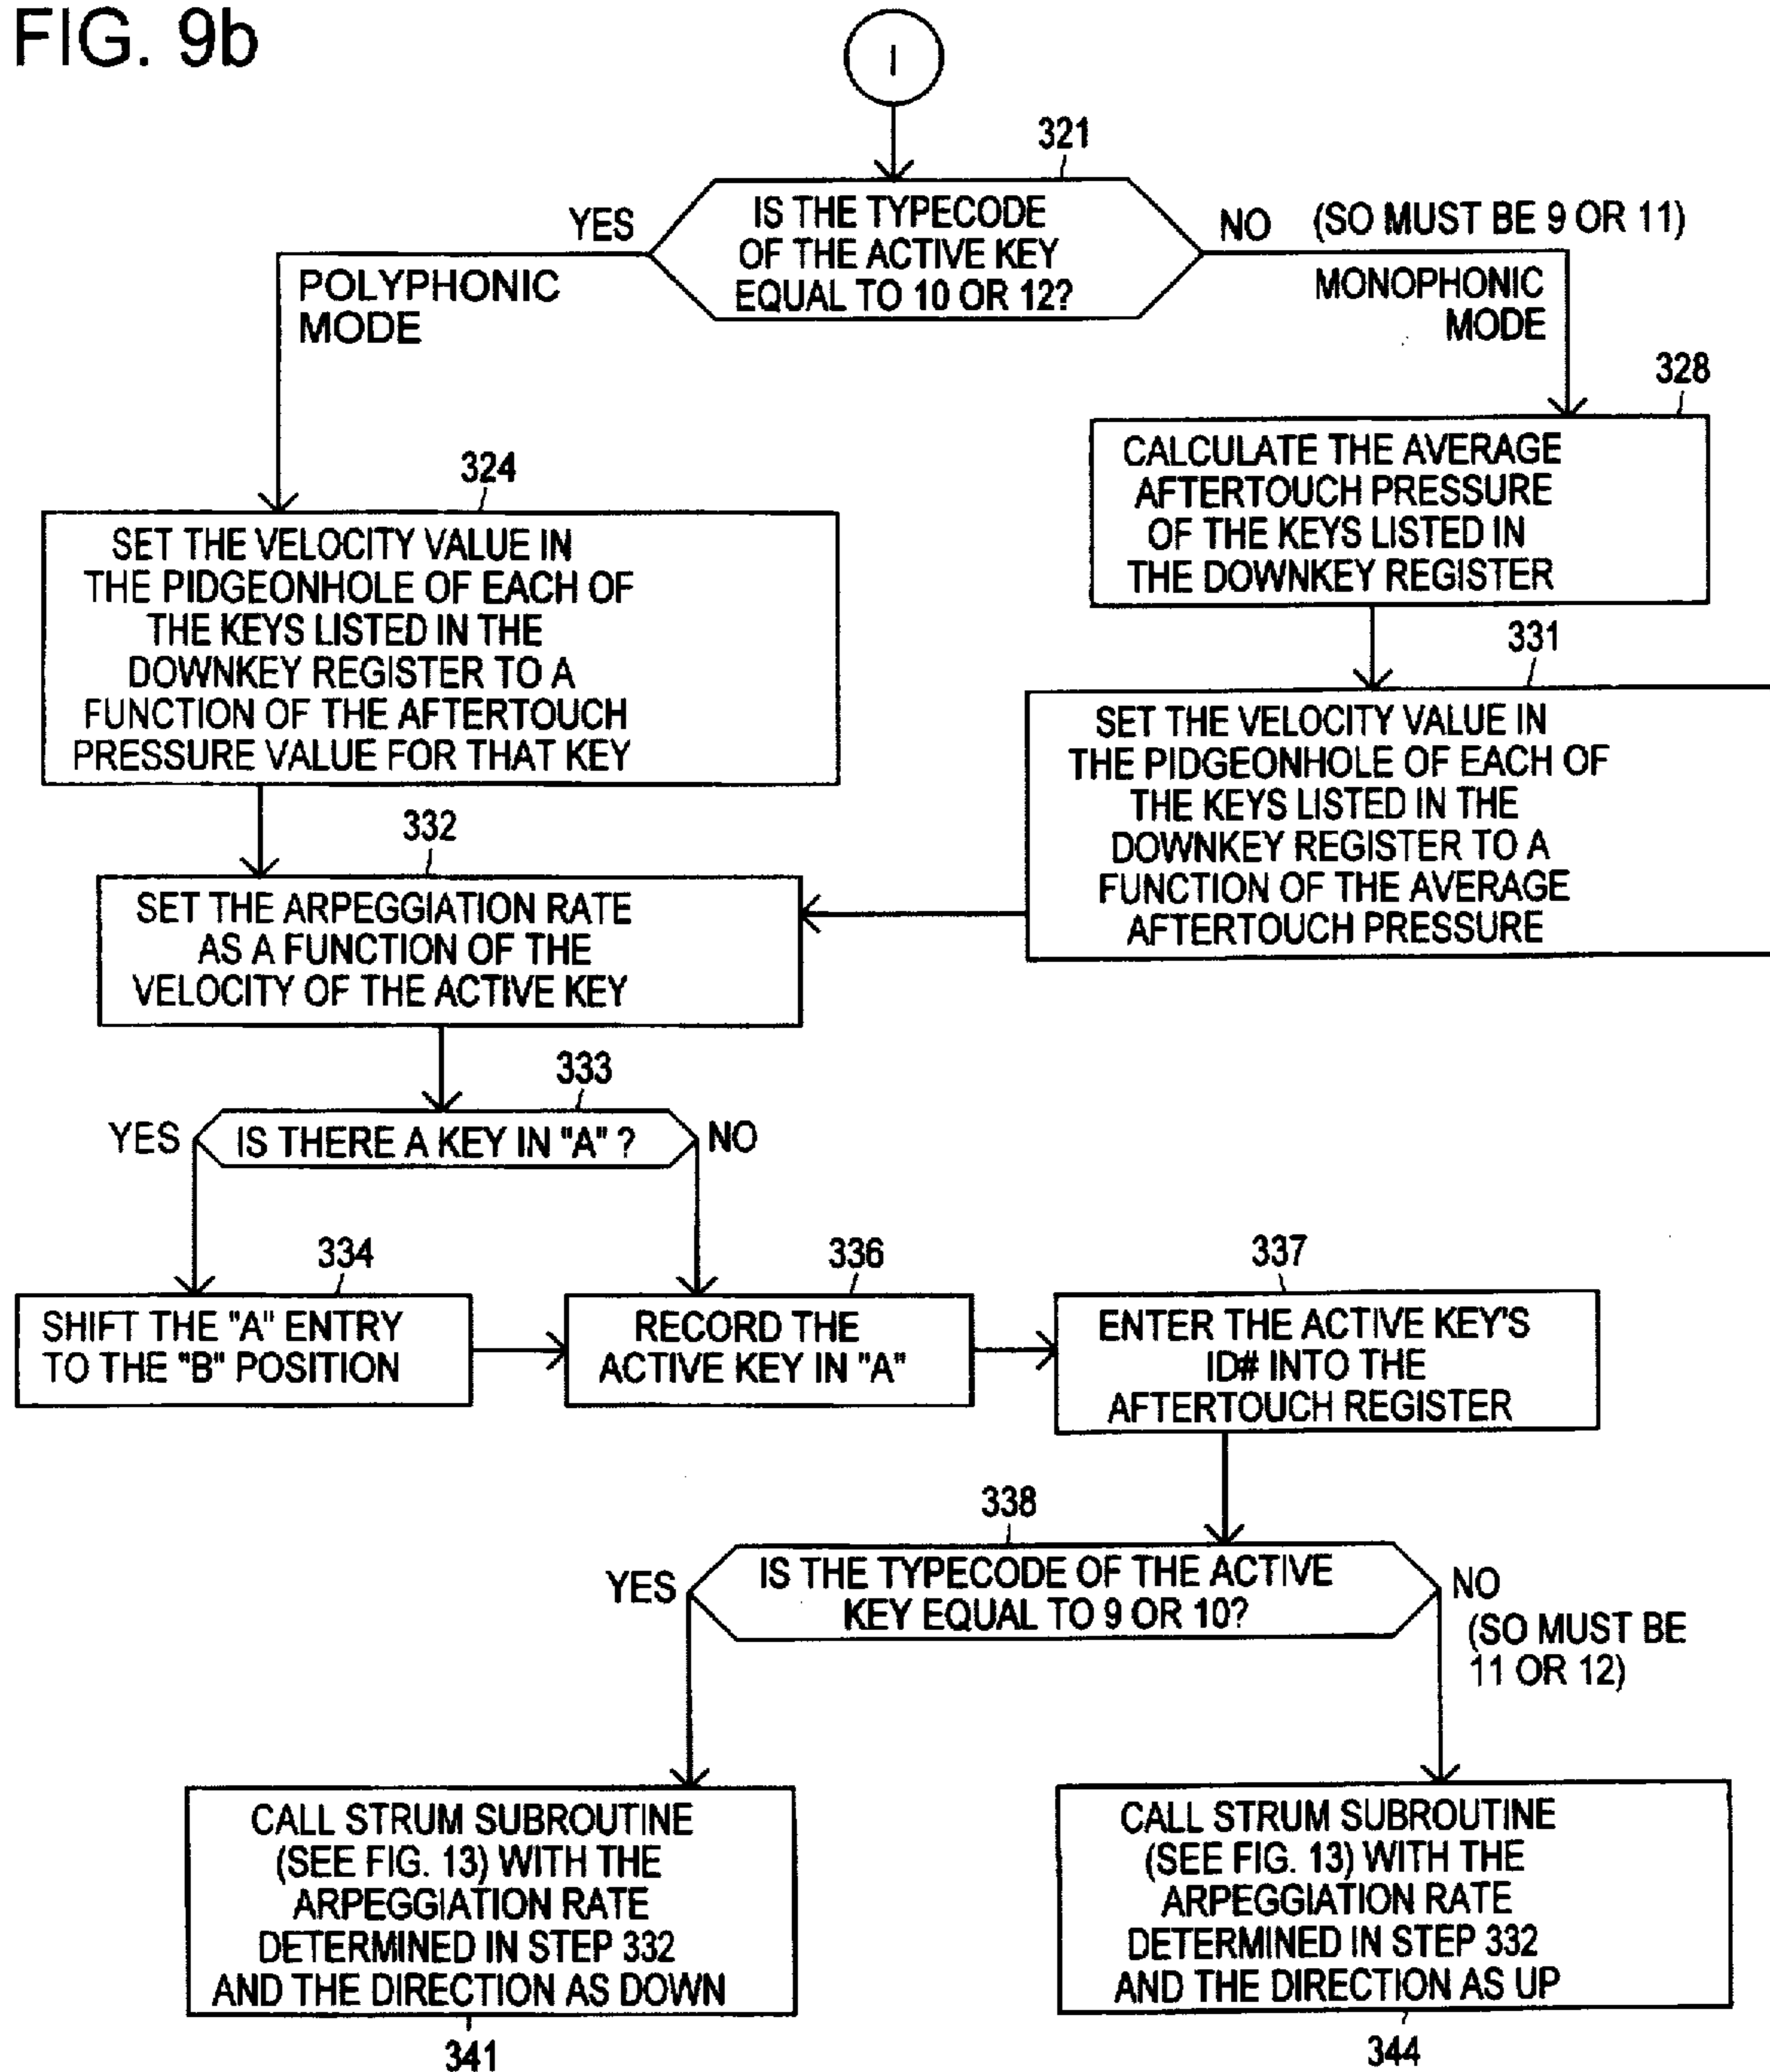 FIG. 9b
I
321
IS THE TYPECODE
OF THE ACTIVE KEY
EQUAL TO 10 OR 12?
YES
NO (SO MUST BE 9 OR 11)
POLYPHONIC
MODE
MONOPHONIC
MODE
328
CALCULATE THE AVERAGE
AFTERTOUCH PRESSURE
OF THE KEYS LISTED IN
THE DOWNKEY REGISTER
324
SET THE VELOCITY VALUE IN
THE PIDGEONHOLE OF EACH OF
THE KEYS LISTED IN THE
DOWNKEY REGISTER TO A
FUNCTION OF THE AFTERTOUCH
PRESSURE VALUE FOR THAT KEY
331
SET THE VELOCITY VALUE IN
THE PIDGEONHOLE OF EACH OF
THE KEYS LISTED IN THE
DOWNKEY REGISTER TO A
FUNCTION OF THE AVERAGE
AFTERTOUCH PRESSURE
332
SET THE ARPEGGIATION RATE
AS A FUNCTION OF THE
VELOCITY OF THE ACTIVE KEY
333
YES
IS THERE A KEY IN "A" ?
NO
334
SHIFT THE "A" ENTRY
TO THE "B" POSITION
336
RECORD THE
ACTIVE KEY IN "A"
337
ENTER THE ACTIVE KEY'S
ID# INTO THE
AFTERTOUCH REGISTER
338
YES
IS THE TYPECODE OF THE ACTIVE
KEY EQUAL TO 9 OR 10?
NO
(SO MUST BE
11 OR 12)
CALL STRUM SUBROUTINE
(SEE FIG. 13) WITH THE
ARPEGGIATION RATE
DETERMINED IN STEP 332
AND THE DIRECTION AS DOWN
341
CALL STRUM SUBROUTINE
(SEE FIG. 13) WITH THE
ARPEGGIATION RATE
DETERMINED IN STEP 332
AND THE DIRECTION AS UP
344